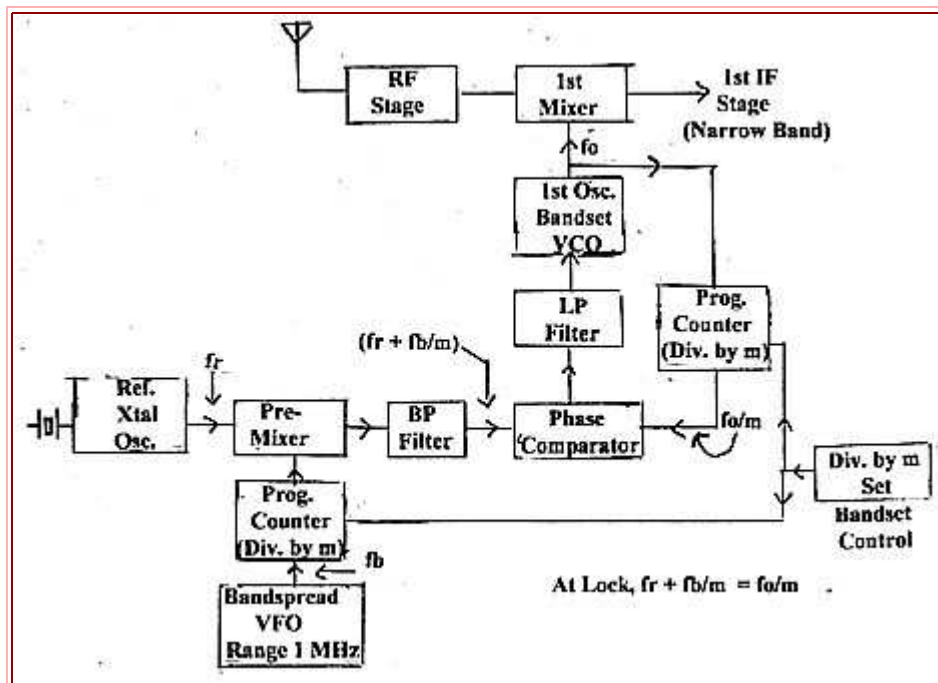 RF
Stage
1st
Mixer
1st IF
Stage
(Narrow Band)
fo
1st Osc.
Bandset
VCO
LP
Filter
Prog.
Counter
(Div. by m)
(fr + fb/m)
fr
Ref.
Xtal
Osc.
Pre-
Mixer
BP
Filter
Phase
Comparator
fo/m
Div. by m
Set
Bandset
Control
Prog.
Counter
(Div. by m)
fb
Bandspread
VFO
Range 1 MHz
At Lock, fr + fb/m = fo/m